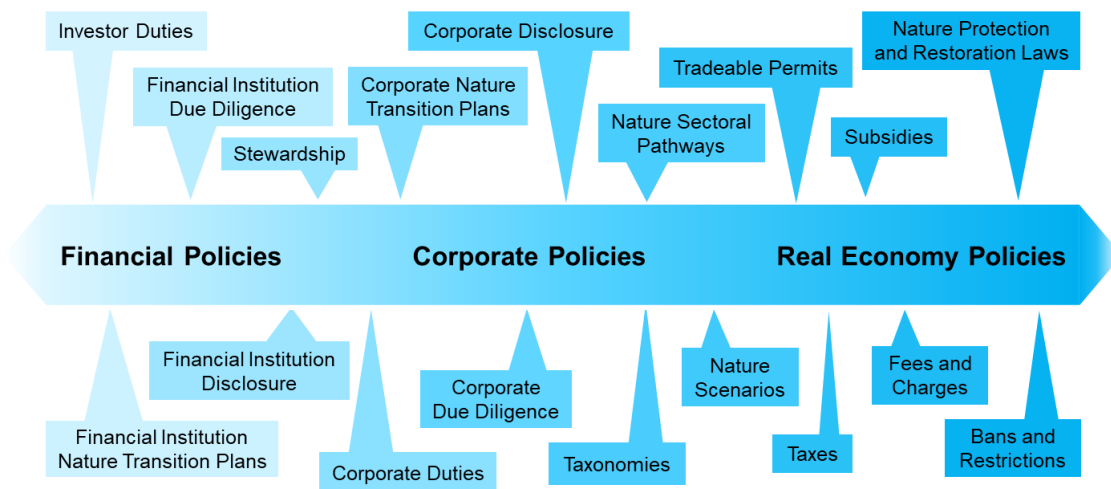 Investor Duties
Corporate Disclosure
Nature Protection
and Restoration Laws
Financial Institution
Due Diligence
Corporate Nature
Transition Plans
Tradeable Permits
Stewardship
Nature Sectoral
Pathways
Subsidies
Financial Policies
Corporate Policies
Real Economy Policies
Financial Institution
Disclosure
Corporate
Due Diligence
Nature
Scenarios
Fees and
Charges
Financial Institution
Nature Transition Plans
Corporate Duties
Taxonomies
Taxes
Bans and
Restrictions